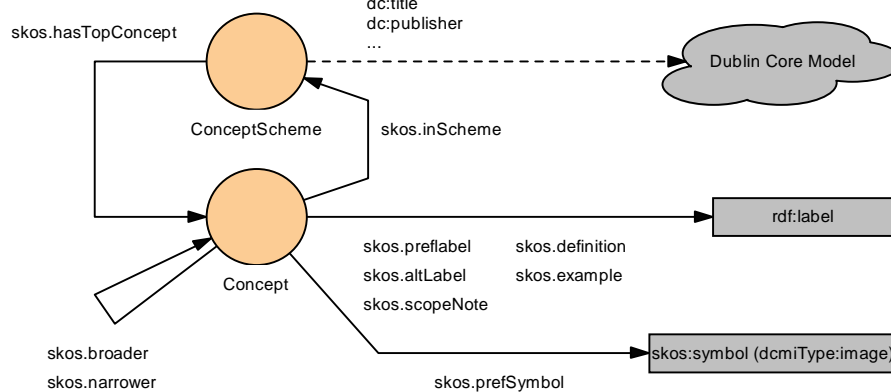 dc:title
dc:publisher
...
skos.hasTopConcept
Dublin Core Model
ConceptScheme
skos.inScheme
rdf:label
skos.preflabel
skos.definition
skos.altLabel
skos.example
skos.scopeNote
Concept
skos:symbol (dcmiType:image)
skos.broader
skos.narrower
skos.prefSymbol